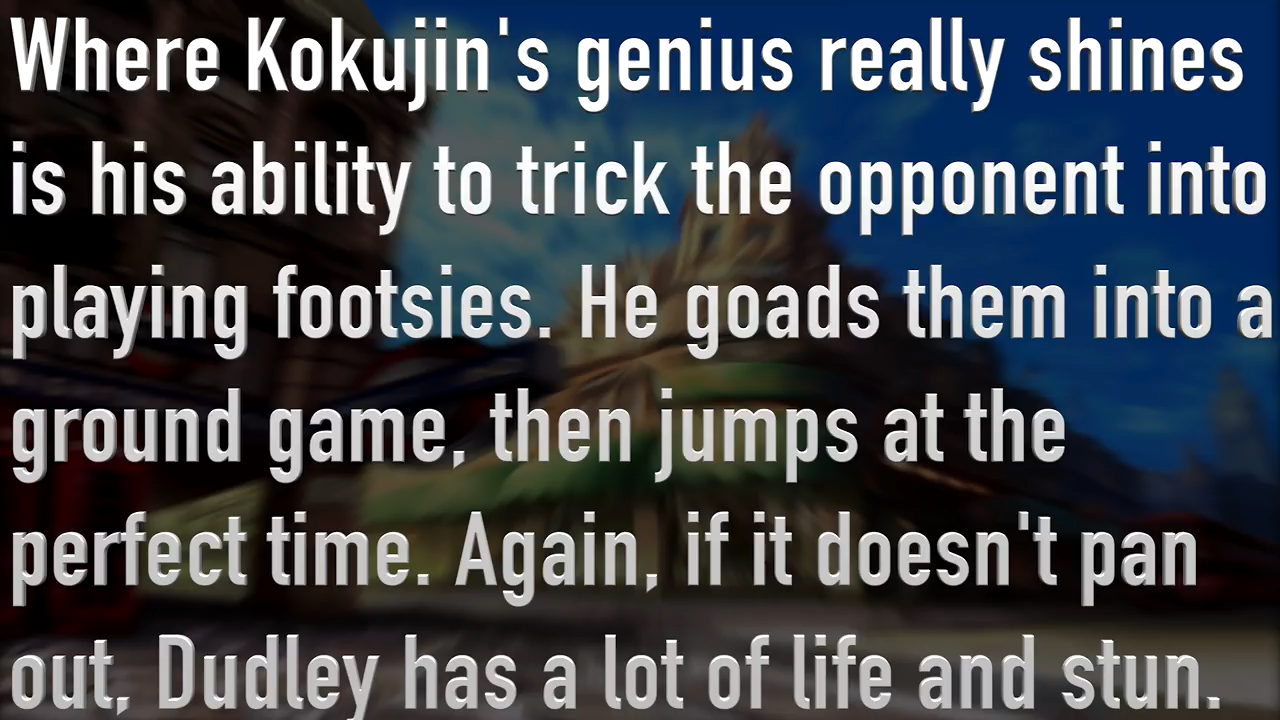 Where Kokujin's genius really shines
is his ability to trick the opponent into
playing footsies. He goads them into a
ground game, then jumps at the
perfect time. Again, if it doesn't pan
out, Dudley has a lot of life and stun.